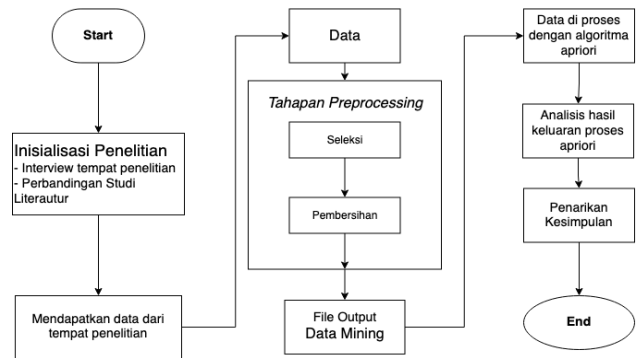 Start
Inisialisasi Penelitian
- Interview tempat penelitian
- Perbandingan Studi
Literautur
Mendapatkan data dari
tempat penelitian
Data
Tahapan Preprocessing
Seleksi
Pembersihan
File Output
Data Mining
Data di proses
dengan algoritma
apriori
Analisis hasil
keluaran proses
apriori
Penarikan
Kesimpulan
End